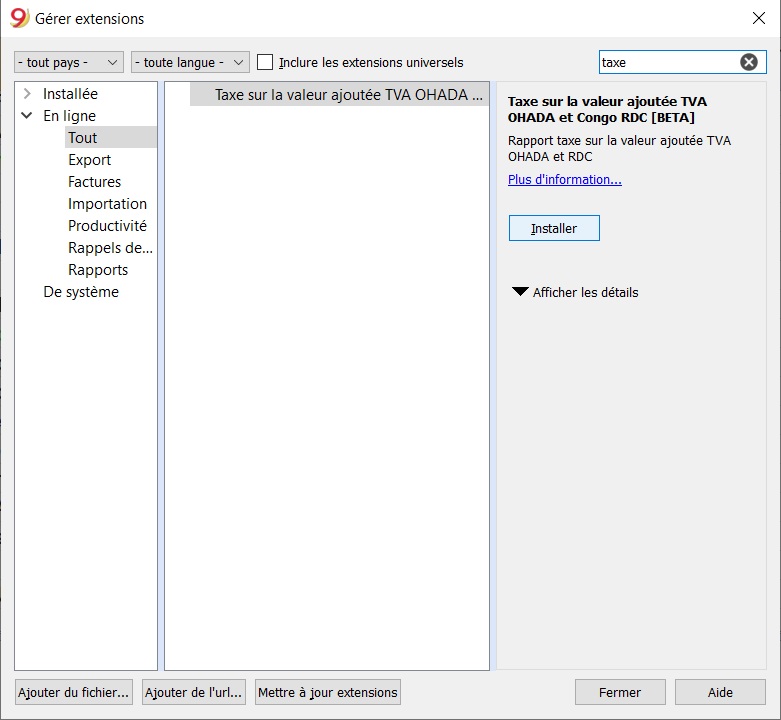 Gérer extensions
- tout pays -
- toute langue -
Inclure les extensions universels
taxe
Installée
En ligne
Tout
Export
Factures
Importation
Productivité
Rappels de...
Rapports
De système
Taxe sur la valeur ajoutée TVA OHADA ...
Taxe sur la valeur ajoutée TVA
OHADA et Congo RDC [BETA]
Rapport taxe sur la valeur ajoutée TVA
OHADA et RDC
Plus d'information...
Installer
Afficher les détails
Ajouter du fichier...
Ajouter de l'url...
Mettre à jour extensions
Fermer
Aide